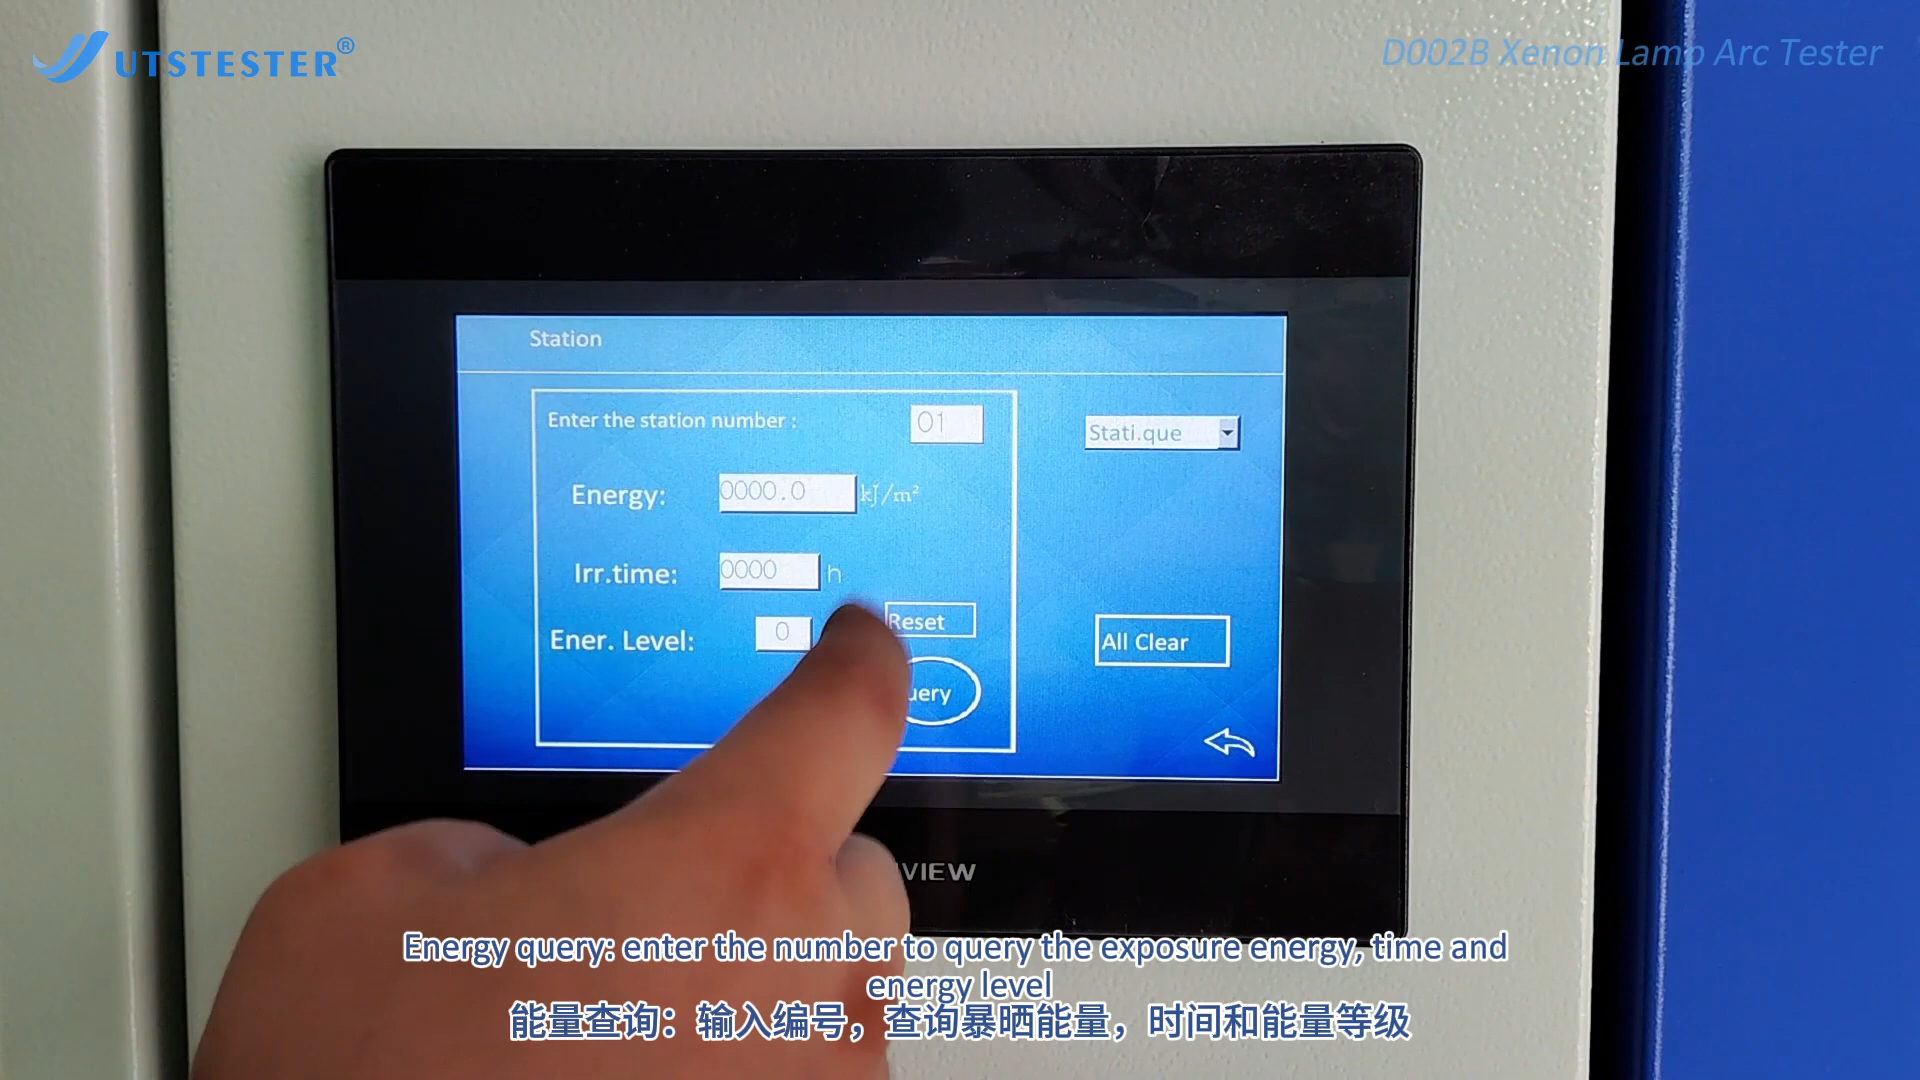 UTSTESTER®
D002B Xenon Lamp Arc Tester
Station
Enter the station number :
01
Stati.que
Energy:
0000.0
kJ/m²
Irr.time:
0000
h
Reset
Ener. Level:
0
All Clear
uery
VIEW
Energy query: enter the number to query the exposure energy, time and
energy level
能量查询：输入编号，查询暴晒能量，时间和能量等级